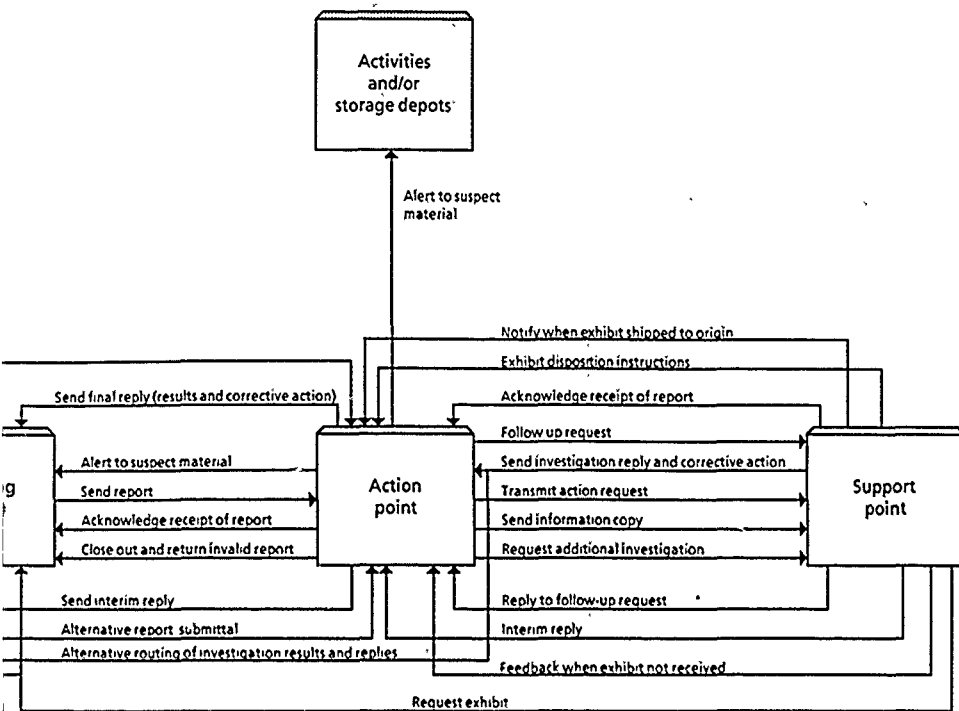 Activities
and/or
storage depots
Alert to suspect
material
Notify when exhibit shipped to origin
Exhibit disposition instructions
Send final reply (results and corrective action)
Acknowledge receipt of report
Follow up request
Alert to suspect material
Send investigation reply and corrective action
g
Send report
Action
point
Transmit action request
Support
point
Acknowledge receipt of report
Send information copy
Close out and return invalid report
Request additional investigation
Send interim reply
Reply to follow-up request
Alternative report submittal
Interim reply
Alternative routing of investigation results and replies
Feedback when exhibit not received
Request exhibit